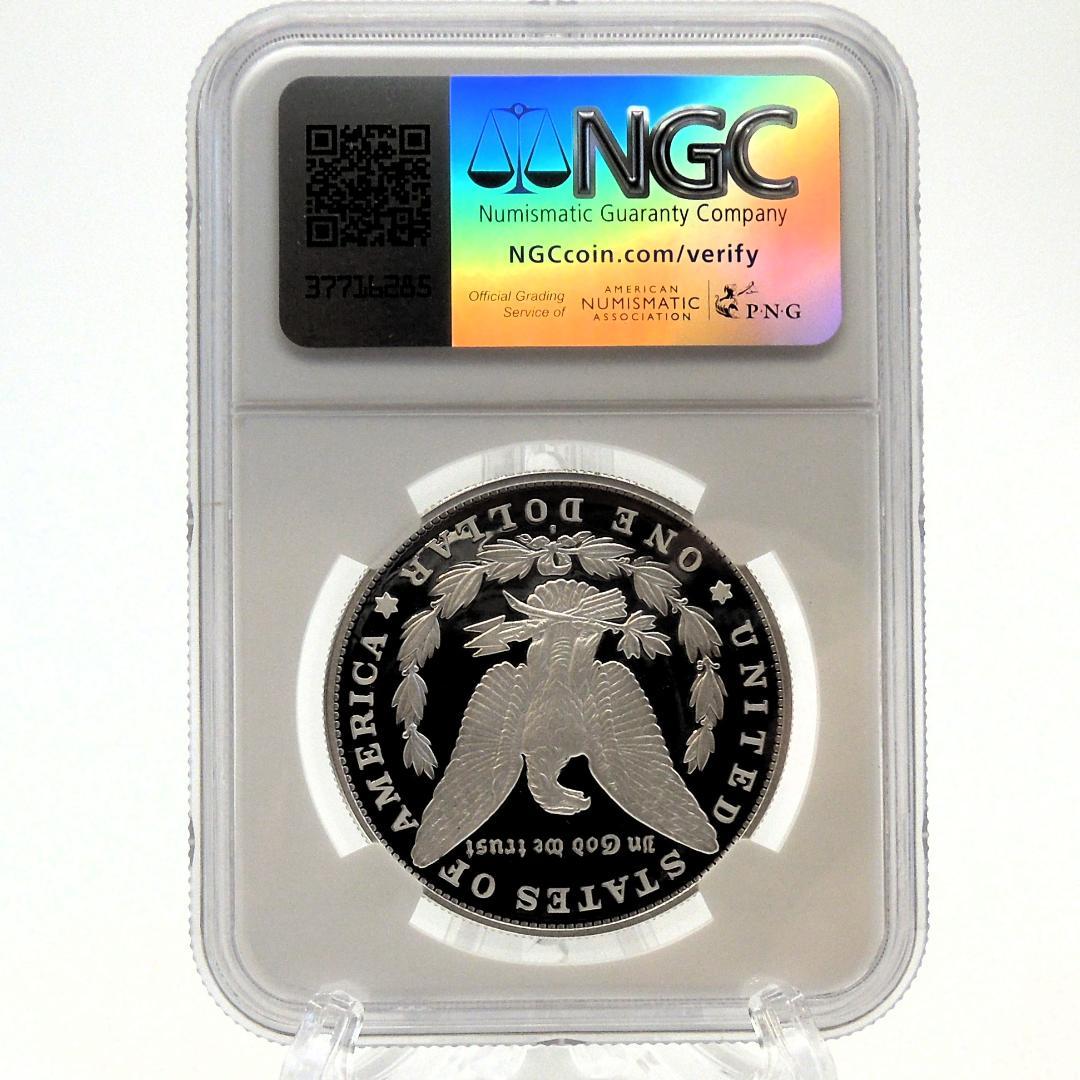 NGC
Numismatic Guaranty Company
NGCcoin.com/verify
37716285
Official Grading
Service of
AMERICAN
NUMISMATIC
ASSOCIATION
P·N·G
UNITED STATES OF AMERICA
In God We trust
ONE DOLLAR
S